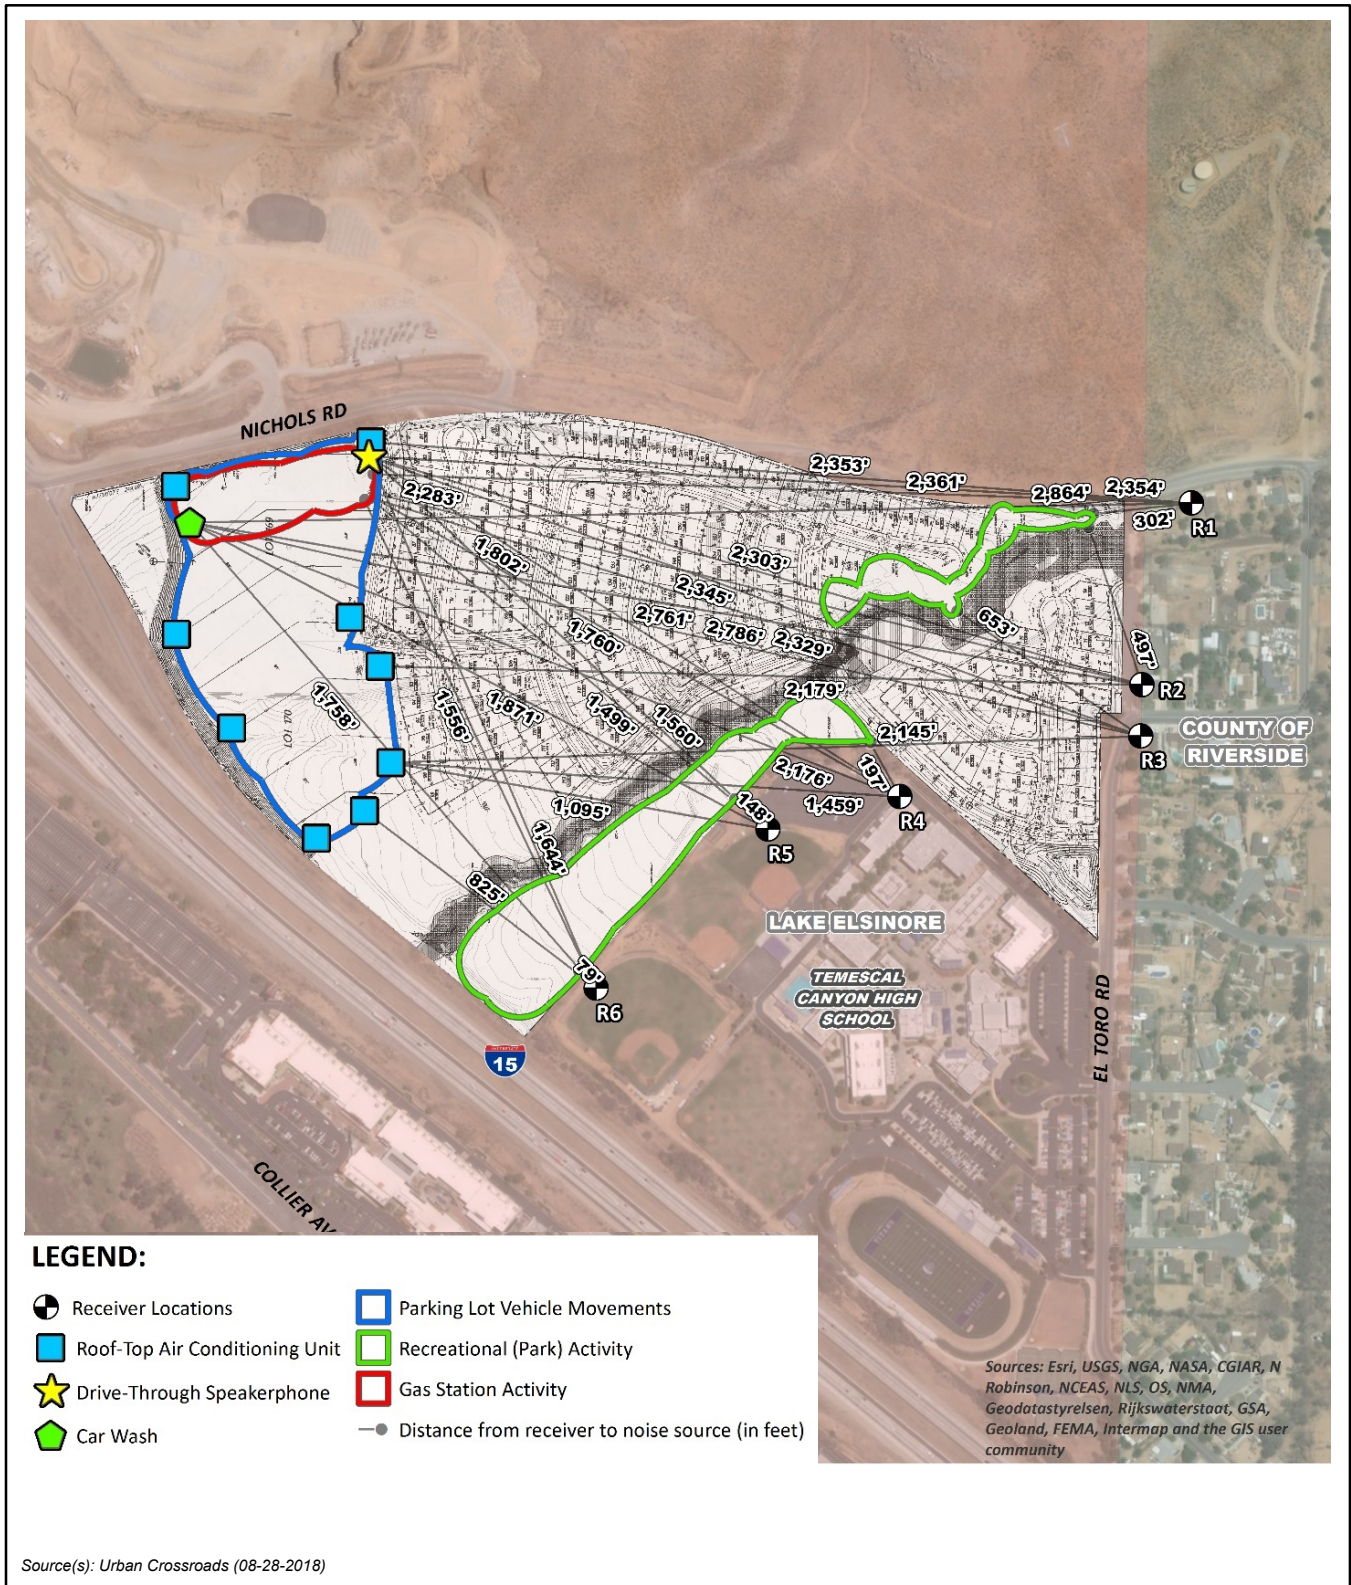 NICHOLS RD
2,353'
2,361'
2,864'
2,354'
302'
R1
2,283'
1,802'
2,303'
2,345'
2,761'
2,786'
2,329'
1,760'
653'
497'
R2
2,179'
1,758'
1,556'
1,871'
1,499'
1,560'
2,145'
COUNTY OF
RIVERSIDE
R3
2,176'
197'
1,459'
R4
148'
R5
1,095'
1,644'
825'
LOT 10
LAKE ELSINORE
TEMESCAL
CANYON HIGH
SCHOOL
79'
R6
EL TORO RD
15
COLLIER AV
LEGEND:
Receiver Locations
Roof-Top Air Conditioning Unit
Drive-Through Speakerphone
Car Wash
Parking Lot Vehicle Movements
Recreational (Park) Activity
Gas Station Activity
Distance from receiver to noise source (in feet)
Sources: Esri, USGS, NGA, NASA, CGIAR, N
Robinson, NCEAS, NLS, OS, NMA,
Geodatastyrelsen, Rijkswaterstaat, GSA,
Geoland, FEMA, Intermap and the GIS user
community
Source(s): Urban Crossroads (08-28-2018)